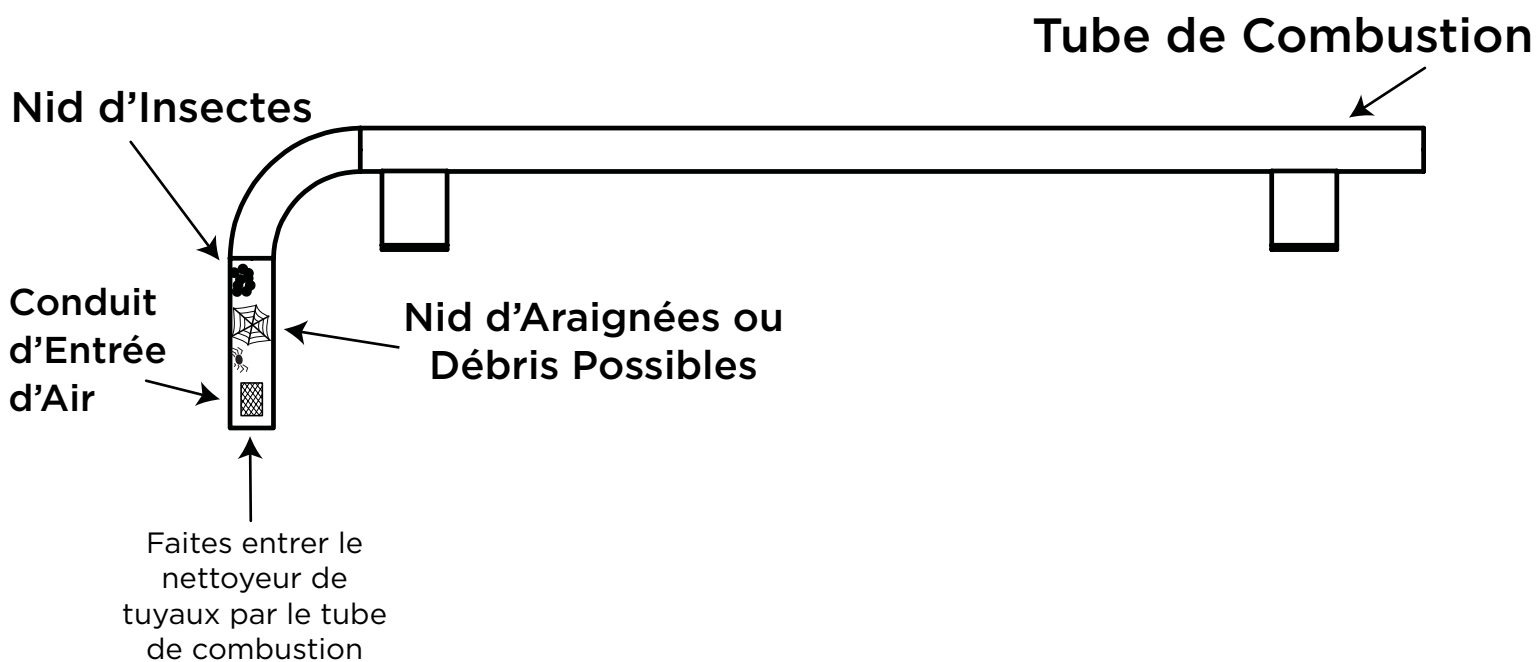 Tube de Combustion
Nid d’Insectes
Conduit
d’Entrée
d’Air
Nid d’Araignées ou
Débris Possibles
Faites entrer le
nettoyeur de
tuyaux par le tube
de combustion